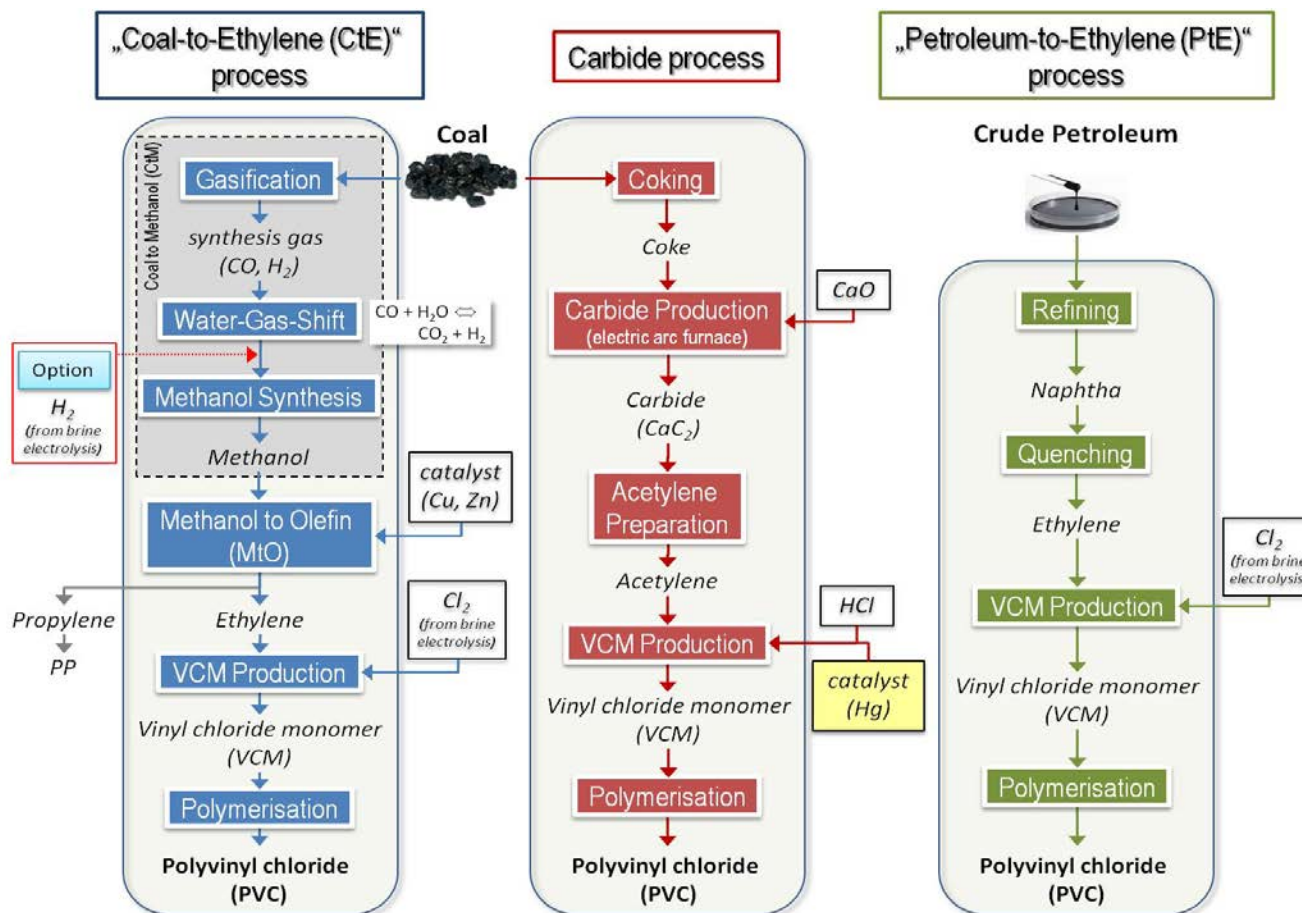 „Coal-to-Ethylene (CtE)“
process
Coal to Methanol (CtM)
Gasification
synthesis gas
(CO, H₂)
Water-Gas-Shift
CO + H₂O ⇔
CO₂ + H₂
Option
H₂
(from brine
electrolysis)
Methanol Synthesis
Methanol
catalyst
(Cu, Zn)
Methanol to Olefin
(MtO)
Propylene
PP
Ethylene
Cl₂
(from brine
electrolysis)
VCM Production
Vinyl chloride monomer
(VCM)
Polymerisation
Polyvinyl chloride
(PVC)
Coal
Carbide process
Coking
Coke
CaO
Carbide Production
(electric arc furnace)
Carbide
(CaC₂)
Acetylene
Preparation
Acetylene
HCl
VCM Production
catalyst
(Hg)
Vinyl chloride monomer
(VCM)
Polymerisation
Polyvinyl chloride
(PVC)
„Petroleum-to-Ethylene (PtE)“
process
Crude Petroleum
Refining
Naphtha
Quenching
Ethylene
Cl₂
(from brine
electrolysis)
VCM Production
Vinyl chloride monomer
(VCM)
Polymerisation
Polyvinyl chloride
(PVC)